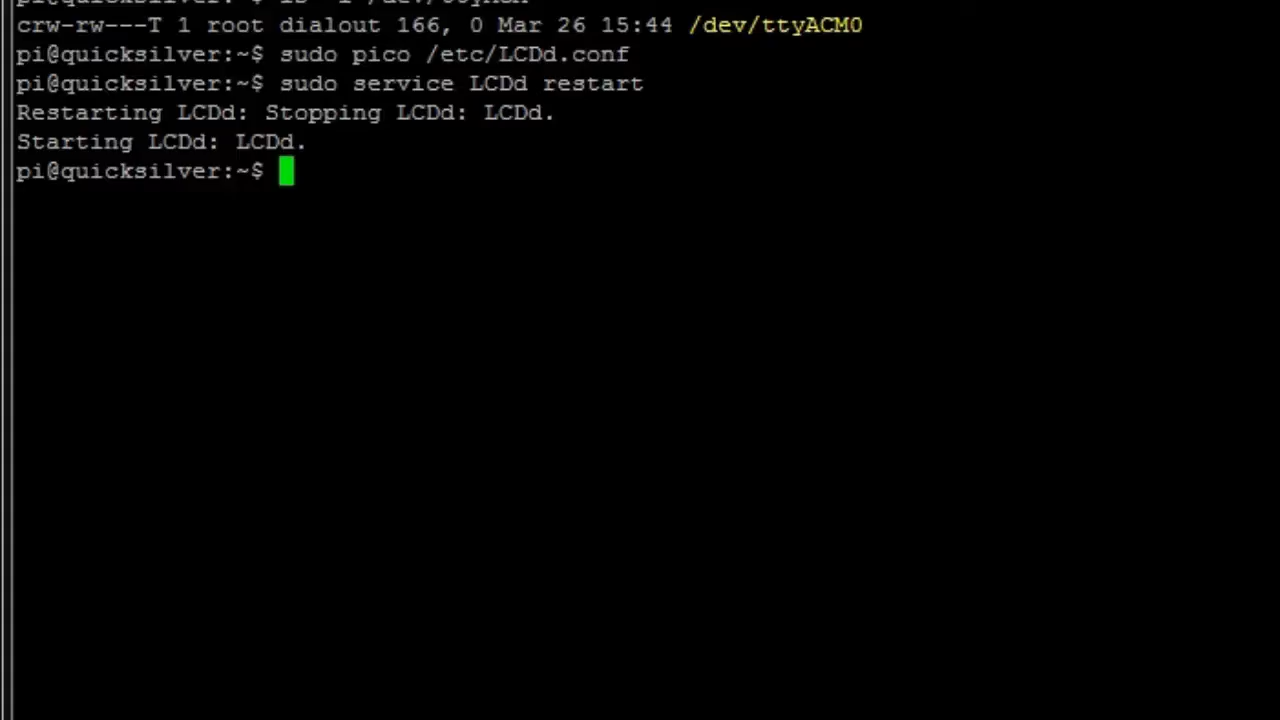 crw-rw---T 1 root dialout 166, 0 Mar 26 15:44 /dev/ttyACM0
pi@quicksilver:~$ sudo pico /etc/LCDd.conf
pi@quicksilver:~$ sudo service LCDd restart
Restarting LCDd: Stopping LCDd: LCDd.
Starting LCDd: LCDd.
pi@quicksilver:~$